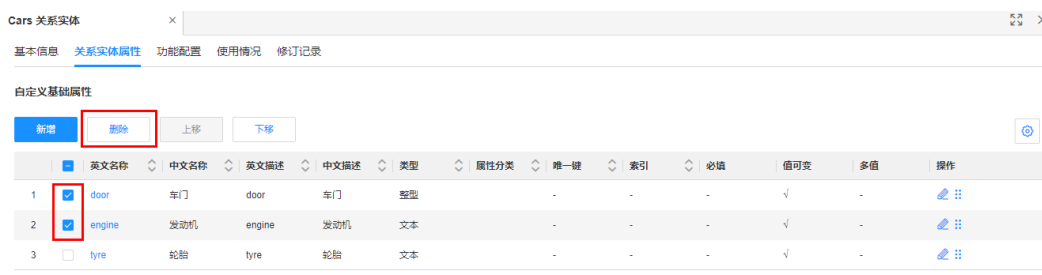 Cars 关系实体 ×
基本信息 关系实体属性 功能配置 使用情况 修订记录
自定义基础属性
新增 删除 上移 下移
英文名称 中文名称 英文描述 中文描述 类型 属性分类 唯一键 索引 必填 值可变 多值 操作
1 door 车门 door 车门 整型 - - - √ -
2 engine 发动机 engine 发动机 文本 - - - √ -
3 tyre 轮胎 tyre 轮胎 文本 - - - √ -